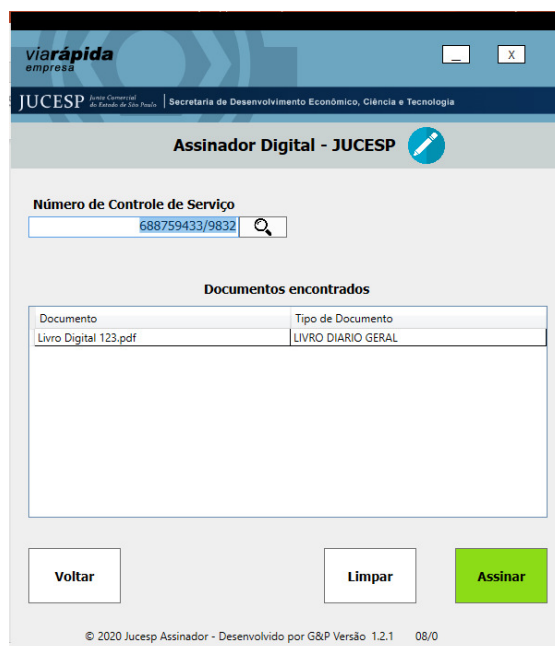 viarápida
empresa
_ X
JUCESP Junta Comercial do Estado de São Paulo Secretaria de Desenvolvimento Econômico, Ciência e Tecnologia
Assinador Digital - JUCESP
Número de Controle de Serviço
688759433/9832
Documentos encontrados
Documento Tipo de Documento
Livro Digital 123.pdf LIVRO DIARIO GERAL
Voltar Limpar Assinar
© 2020 Jucesp Assinador - Desenvolvido por G&P Versão 1.2.1 08/0